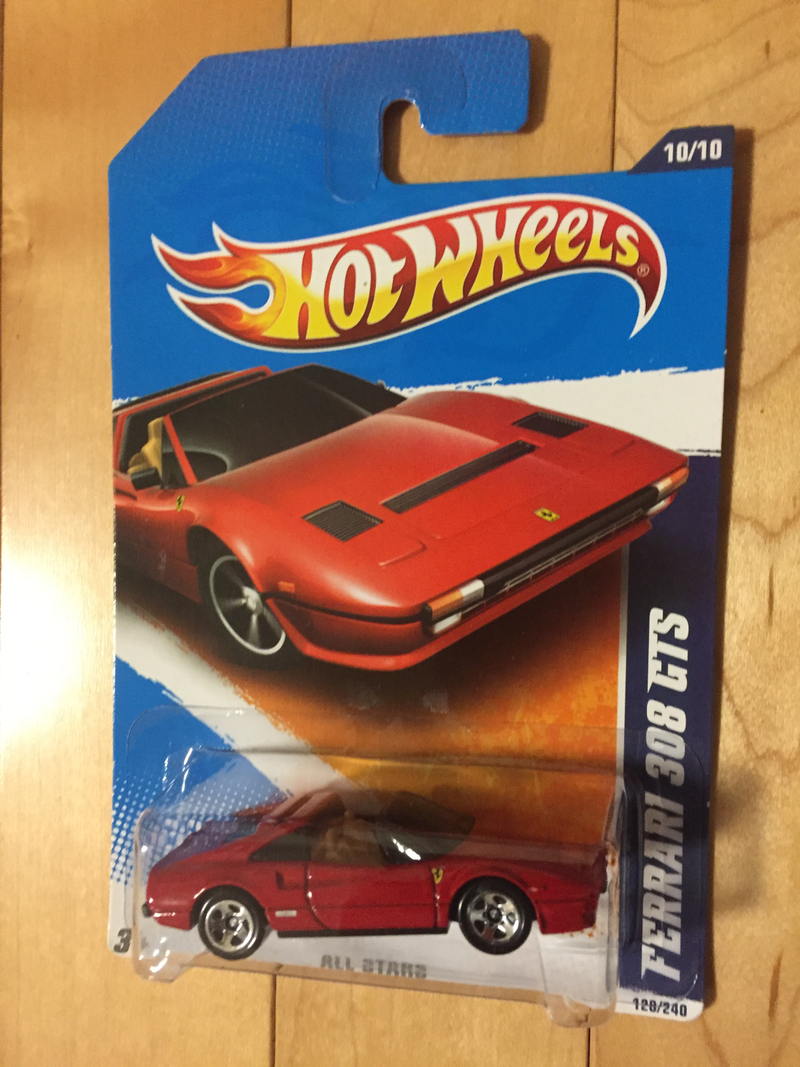 10/10
HOT WHEELS®
FERRARI 308 GTS
ALL STARS
128/240